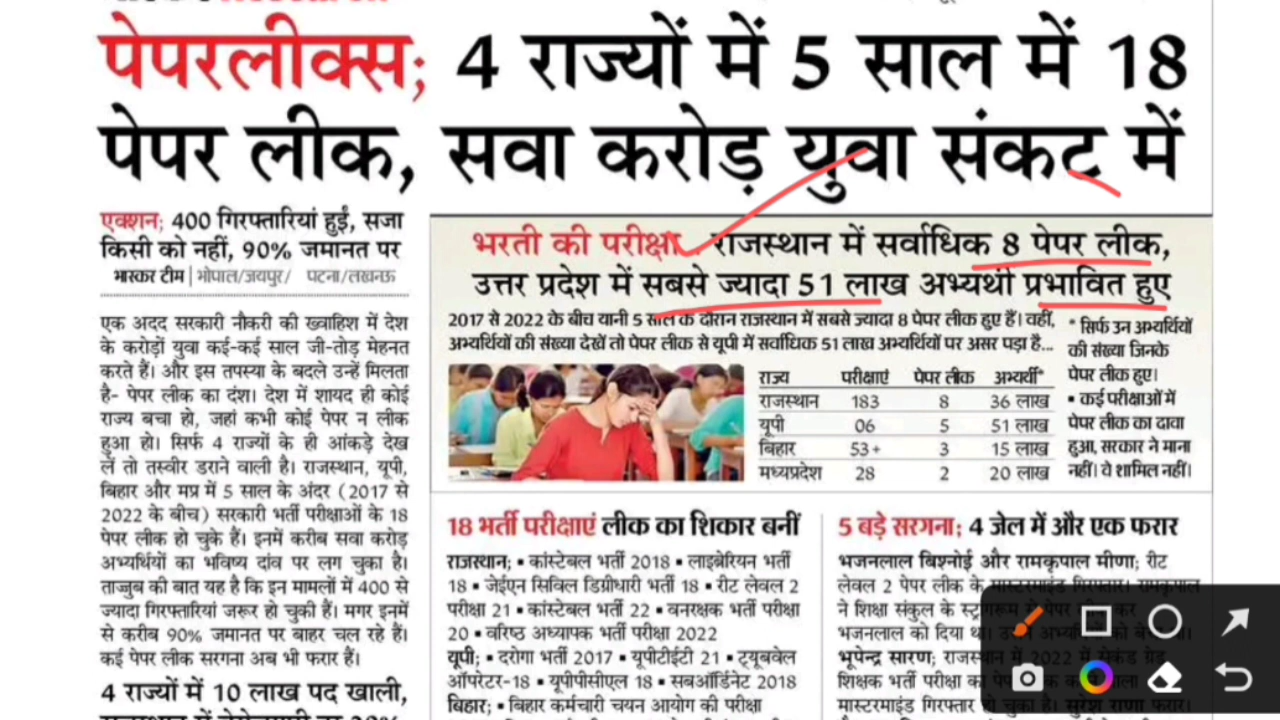 पेपरलीक्स; 4 राज्यों में 5 साल में 18
पेपर लीक, सवा करोड़ युवा संकट में
एक्शन; 400 गिरफ्तारियां हुईं, सजा
किसी को नहीं, 90% जमानत पर
भास्कर टीम | भोपाल/जयपुर/ पटना/लखनऊ
एक अदद सरकारी नौकरी की ख्वाहिश में देश
के करोड़ों युवा कई-कई साल जी-तोड़ मेहनत
करते हैं। और इस तपस्या के बदले उन्हें मिलता
है- पेपर लीक का दंश। देश में शायद ही कोई
राज्य बचा हो, जहां कभी कोई पेपर न लीक
हुआ हो। सिर्फ 4 राज्यों के ही आंकड़े देख
लें तो तस्वीर डराने वाली है। राजस्थान, यूपी,
बिहार और मप्र में 5 साल के अंदर (2017 से
2022 के बीच) सरकारी भर्ती परीक्षाओं के 18
पेपर लीक हो चुके हैं। इनमें करीब सवा करोड़
अभ्यर्थियों का भविष्य दांव पर लग चुका है।
ताज्जुब की बात यह है कि इन मामलों में 400 से
ज्यादा गिरफ्तारियां जरूर हो चुकी हैं। मगर इनमें
से करीब 90% जमानत पर बाहर चल रहे हैं।
कई पेपर लीक सरगना अब भी फरार हैं।
4 राज्यों में 10 लाख पद खाली,
भरती की परीक्षा.. राजस्थान में सर्वाधिक 8 पेपर लीक,
उत्तर प्रदेश में सबसे ज्यादा 51 लाख अभ्यर्थी प्रभावित हुए
2017 से 2022 के बीच यानी 5 साल के दौरान राजस्थान में सबसे ज्यादा 8 पेपर लीक हुए हैं। वहीं,
अभ्यर्थियों की संख्या देखें तो पेपर लीक से यूपी में सर्वाधिक 51 लाख अभ्यर्थियों पर असर पड़ा है...
राज्य परीक्षाएं पेपर लीक अभ्यर्थी*
राजस्थान 183 8 36 लाख
यूपी 06 5 51 लाख
बिहार 53+ 3 15 लाख
मध्यप्रदेश 28 2 20 लाख
* सिर्फ उन अभ्यर्थियों
की संख्या जिनके
पेपर लीक हुए।
▪ कई परीक्षाओं में
पेपर लीक का दावा
हुआ, सरकार ने माना
नहीं। वे शामिल नहीं।
18 भर्ती परीक्षाएं लीक का शिकार बनीं
राजस्थान; ▪ कांस्टेबल भर्ती 2018 ▪ लाइब्रेरियन भर्ती
18 ▪ जेईएन सिविल डिग्रीधारी भर्ती 18 ▪ रीट लेवल 2
परीक्षा 21 ▪ कांस्टेबल भर्ती 22 ▪ वनरक्षक भर्ती परीक्षा
20 ▪ वरिष्ठ अध्यापक भर्ती परीक्षा 2022
यूपी; ▪ दरोगा भर्ती 2017 ▪ यूपीटीईटी 21 ▪ ट्यूबवेल
ऑपरेटर-18 ▪ यूपीपीसीएल 18 ▪ सबऑर्डिनेट 2018
बिहार; ▪ बिहार कर्मचारी चयन आयोग की परीक्षा
5 बड़े सरगना; 4 जेल में और एक फरार
भजनलाल बिश्नोई और रामकृपाल मीणा; रीट
लेवल 2 पेपर लीक के मास्टरमाइंड गिरफ्तार। रामकृपाल
ने शिक्षा संकुल के स्ट्रांगरूम में पेपर लीक कर
भजनलाल को दिया था।
भूपेन्द्र सारण; राजस्थान में 2022 में सेकंड ग्रेड
शिक्षक भर्ती परीक्षा का
मास्टरमाइंड गिरफ्तार हो चुका है। सुरेश राणा फरार